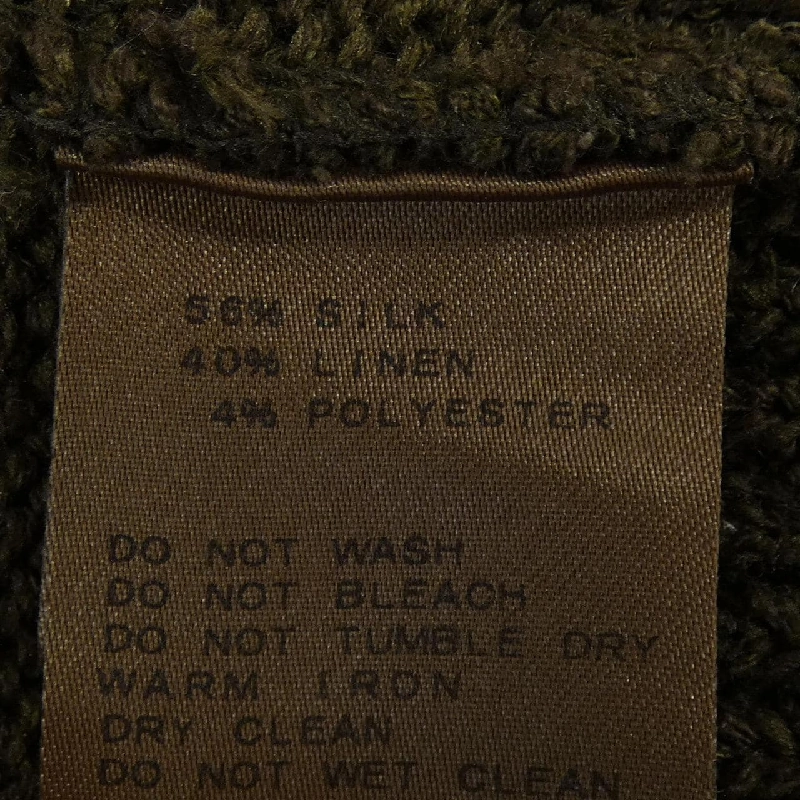 56% SILK
40% LINEN
4% POLYESTER
DO NOT WASH
DO NOT BLEACH
DO NOT TUMBLE DRY
WARM IRON
DRY CLEAN
DO NOT WET CLEAN